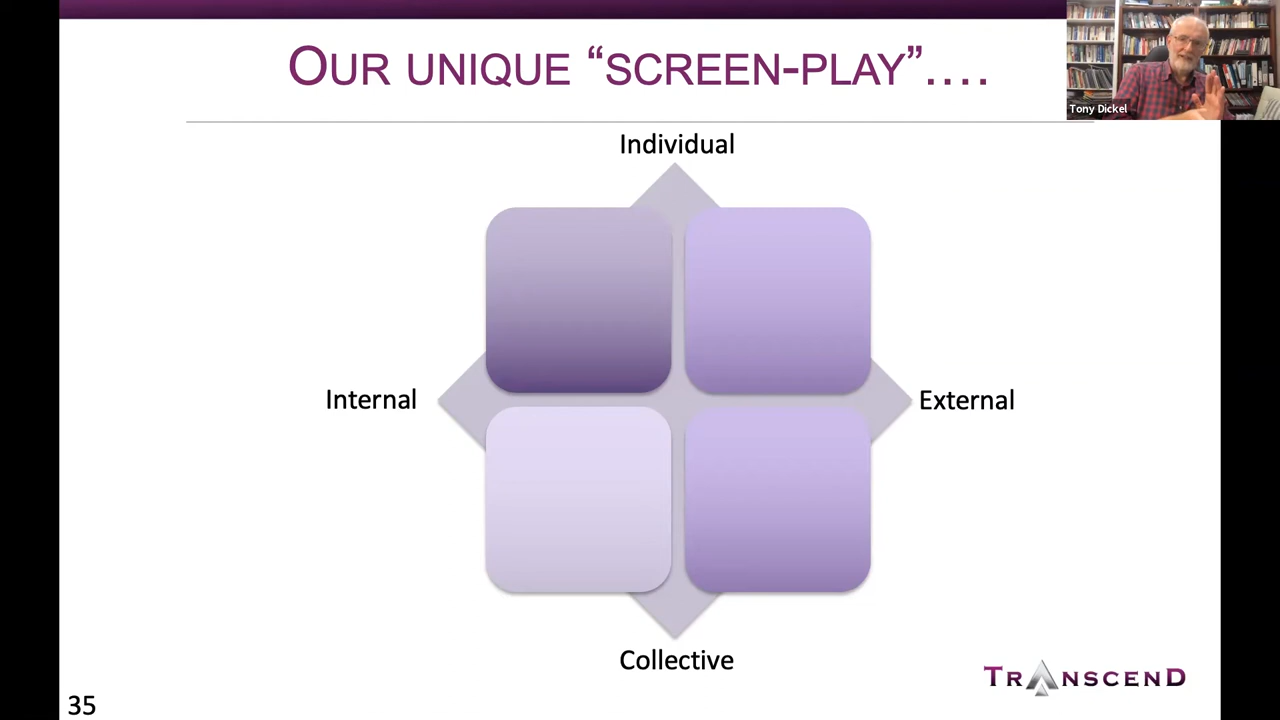 OUR UNIQUE “SCREEN-PLAY”....
Tony Dickel
Individual
Internal
External
Collective
TRANSCEND
35